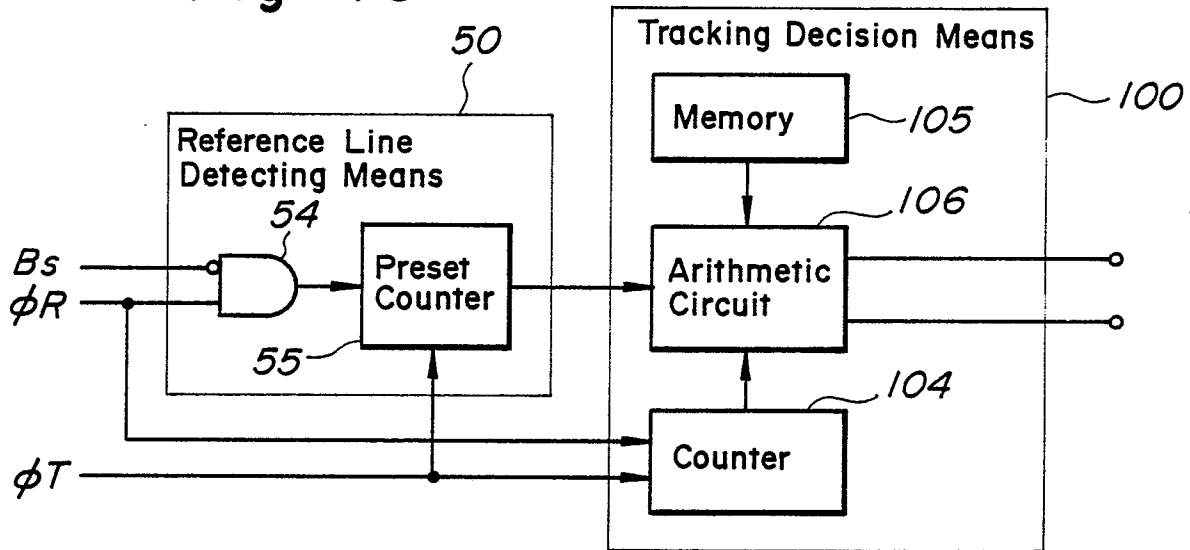 50
Tracking Decision Means
100
Memory
105
Reference Line
Detecting Means
54
106
Bs
Preset
Counter
Arithmetic
Circuit
ϕR
55
104
Counter
ϕT